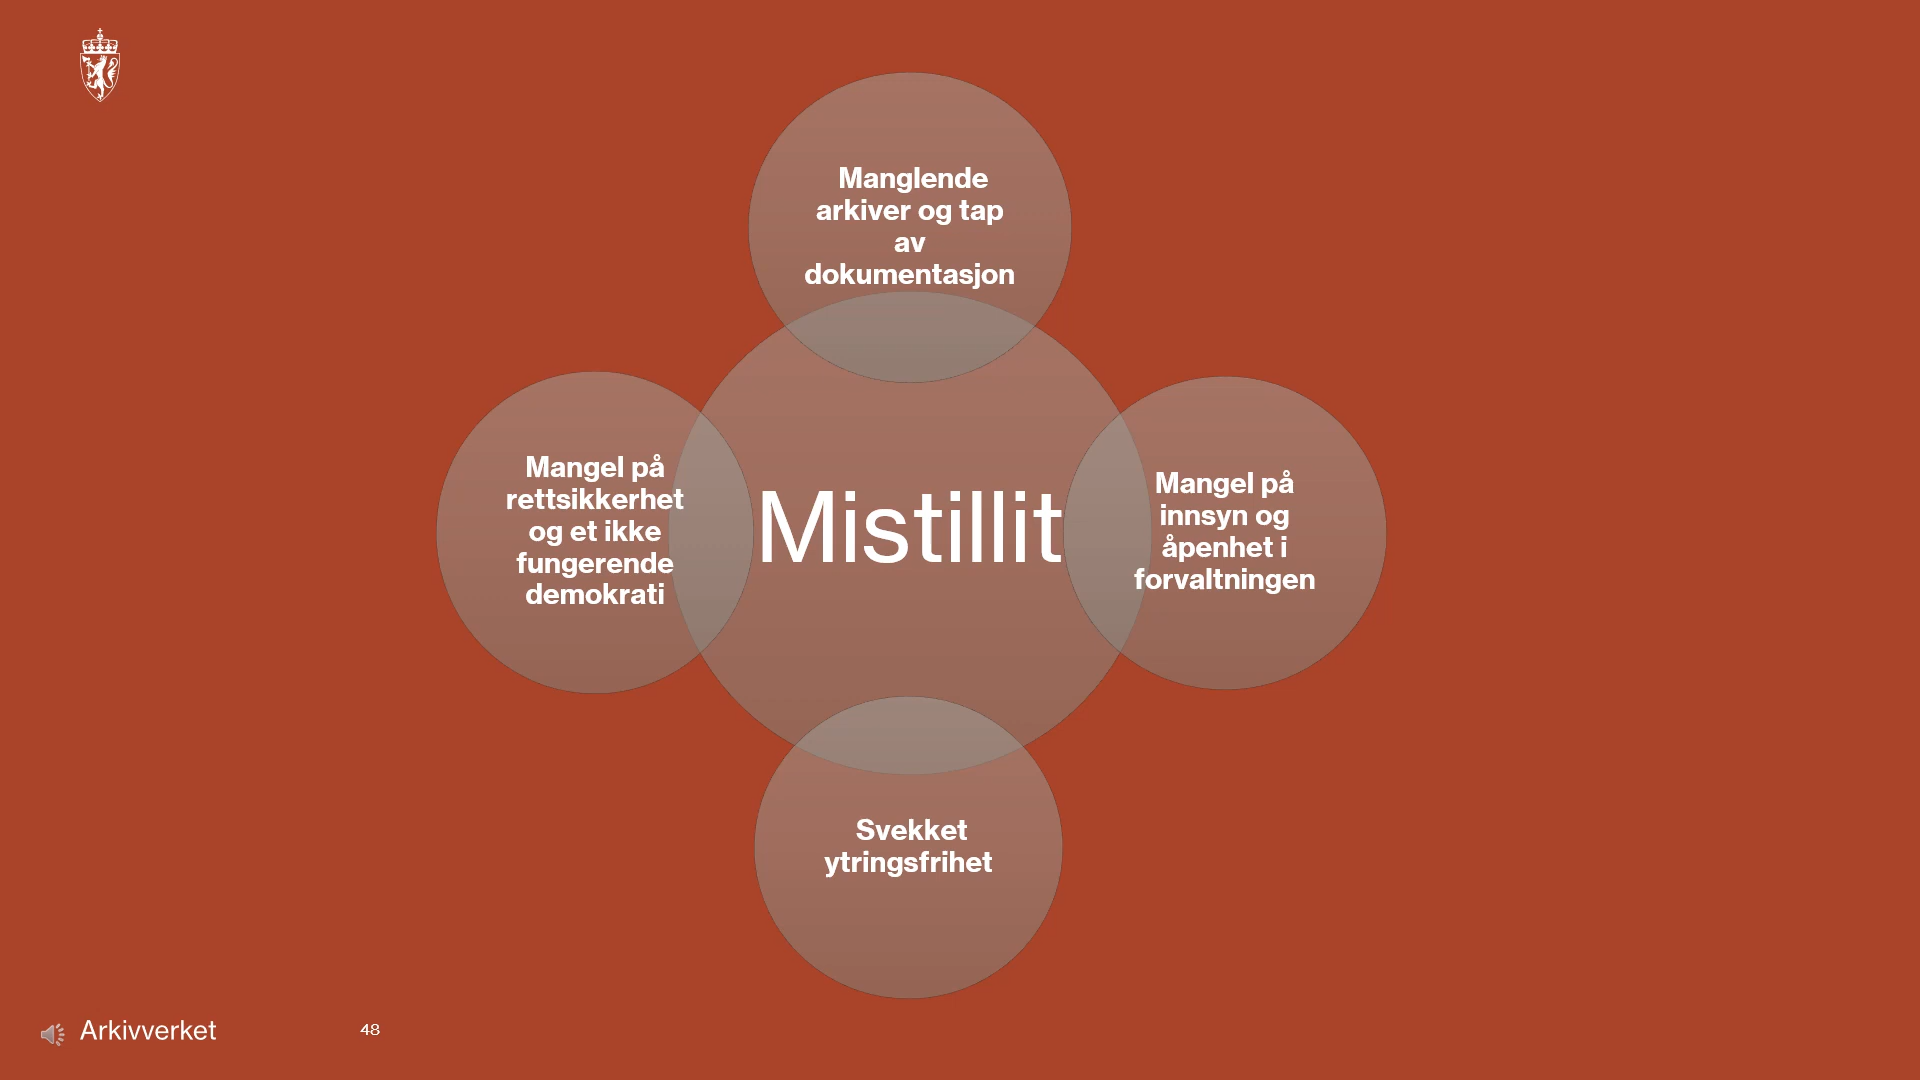 Manglende
arkiver og tap
av
dokumentasjon
Mangel på
rettsikkerhet
og et ikke
fungerende
demokrati
Mistillit
Mangel på
innsyn og
åpenhet i
forvaltningen
Svekket
ytringsfrihet
Arkivverket
48